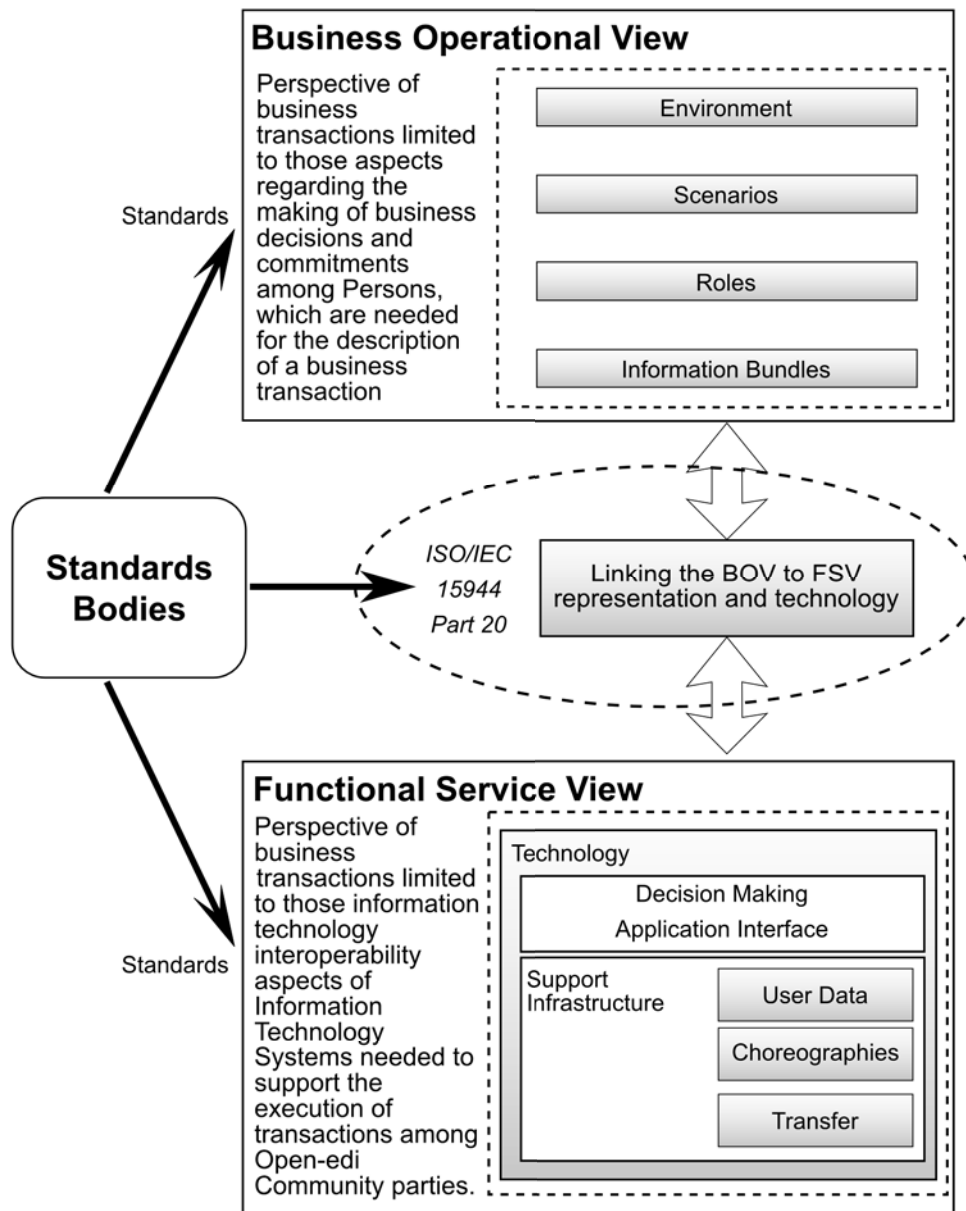 Business Operational View
Perspective of
business
transactions limited
to those aspects
regarding the
making of business
decisions and
commitments
among Persons,
which are needed
for the description
of a business
transaction
Environment
Scenarios
Roles
Information Bundles
Standards
Standards
Bodies
ISO/IEC
15944
Part 20
Linking the BOV to FSV
representation and technology
Standards
Functional Service View
Perspective of
business
transactions limited
to those information
technology
interoperability
aspects of
Information
Technology
Systems needed to
support the
execution of
transactions among
Open-edi
Community parties.
Technology
Decision Making
Application Interface
Support
Infrastructure
User Data
Choreographies
Transfer